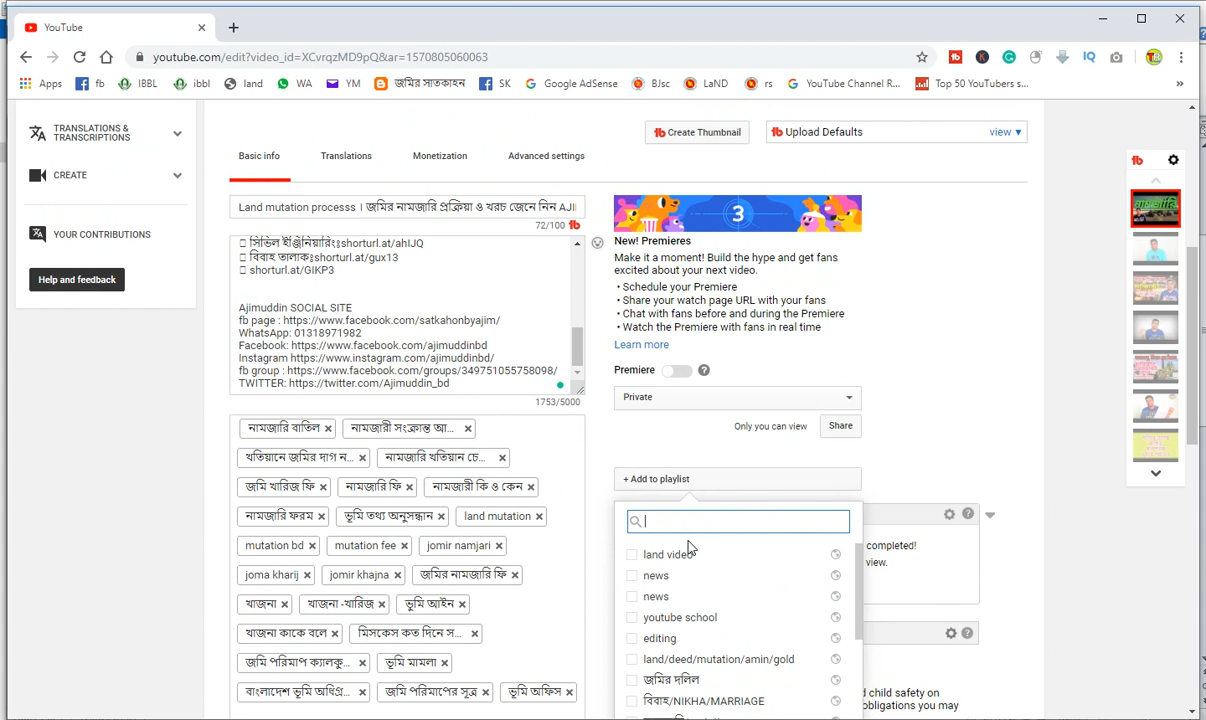 YouTube
youtube.com/edit?video_id=XCvrqzMD9pQ&ar=1570805060063
Apps fb IBBL ibbl land WA YM জমির সাতকাহন SK Google AdSense BJsc LaND rs YouTube Channel R... Top 50 YouTubers s... »
TRANSLATIONS & TRANSCRIPTIONS
CREATE
YOUR CONTRIBUTIONS
Help and feedback
Create Thumbnail
Upload Defaults view ▼
Basic info Translations Monetization Advanced settings
Land mutation processs । জমির নামজারি প্রক্রিয়া ও খরচ জেনে নিন AJI
72/100
সিভিল ইঞ্জিনিয়ারিংঃshorturl.at/ahIJQ
বিবাহ তালাকঃshorturl.at/gux13
shorturl.at/GIKP3
Ajimuddin SOCIAL SITE
fb page : https://www.facebook.com/satkahonbyajim/
WhatsApp: 01318971982
Facebook: https://www.facebook.com/ajimuddinbd
Instagram https://www.instagram.com/ajimuddinbd/
fb group : https://www.facebook.com/groups/349751055758098/
TWITTER: https://twitter.com/Ajimuddin_bd
1753/5000
3
New! Premieres
Make it a moment! Build the hype and get fans
excited about your next video.
• Schedule your Premiere
• Share your watch page URL with your fans
• Chat with fans before and during the Premiere
• Watch the Premiere with fans in real time
Learn more
Premiere ?
Private
Only you can view Share
+ Add to playlist
land video
news
news
youtube school
editing
land/deed/mutation/amin/gold
জমির দলিল
বিবাহ/NIKHA/MARRIAGE
completed!
view.
d child safety on
obligations you may
নামজারি বাতিল × নামজারী সংক্রান্ত আ... ×
খতিয়ানে জমির দাগ ন... × নামজারি খতিয়ান চে... ×
জমি খারিজ ফি × নামজারি ফি × নামজারী কি ও কেন ×
নামজারি ফরম × ভূমি তথ্য অনুসন্ধান × land mutation ×
mutation bd × mutation fee × jomir namjari ×
joma kharij × jomir khajna × জমির নামজারি ফি ×
খাজনা × খাজনা -খারিজ × ভুমি আইন ×
খাজনা কাকে বলে × মিসকেস কত দিনে স... ×
জমি পরিমাপ ক্যালকু... × ভূমি মামলা ×
বাংলাদেশ ভূমি অধিগ্র... × জমি পরিমাপের সূত্র × ভূমি অফিস ×